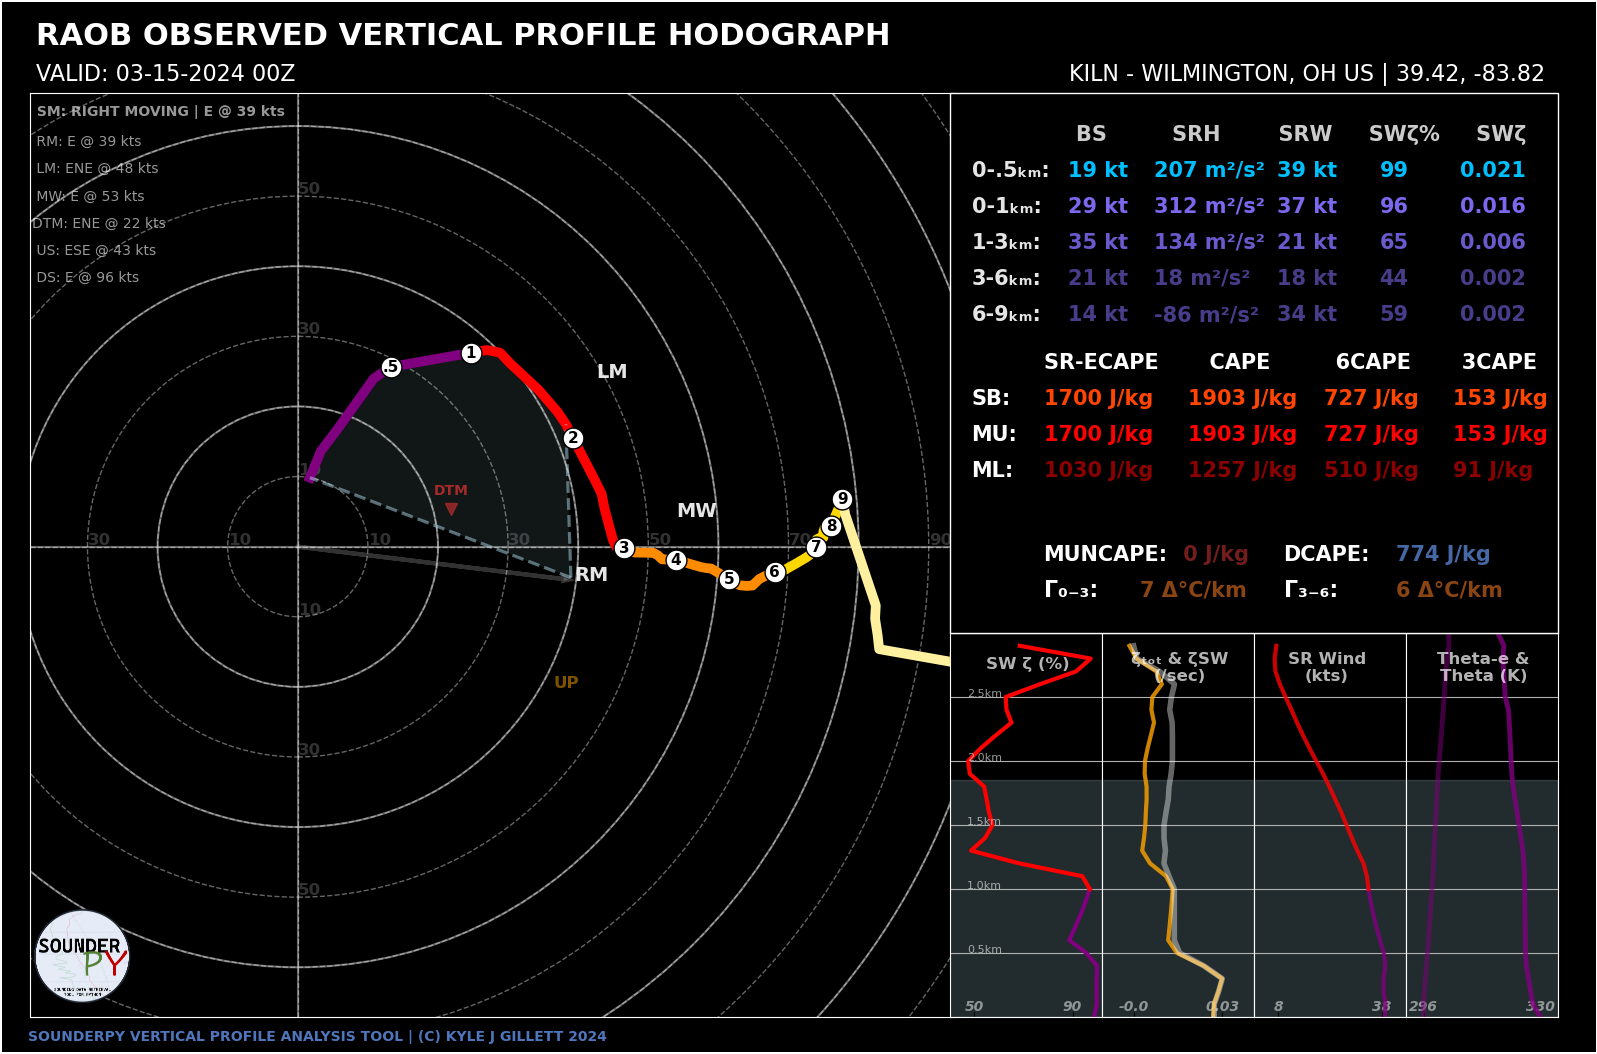 RAOB OBSERVED VERTICAL PROFILE HODOGRAPH
VALID: 03-15-2024 00Z
KILN - WILMINGTON, OH US | 39.42, -83.82
SM: RIGHT MOVING | E @ 39 kts
RM: E @ 39 kts
LM: ENE @ 48 kts
MW: E @ 53 kts
DTM: ENE @ 22 kts
US: ESE @ 43 kts
DS: E @ 96 kts
50
30
.5
1
LM
2
DTM
9
MW
8
30
10
10
30
3
50
70
7
90
4
RM
5
6
10
UP
30
50
BS SRH SRW SWζ% SWζ
0-.5ₖₘ: 19 kt 207 m²/s² 39 kt 99 0.021
0-1ₖₘ: 29 kt 312 m²/s² 37 kt 96 0.016
1-3ₖₘ: 35 kt 134 m²/s² 21 kt 65 0.006
3-6ₖₘ: 21 kt 18 m²/s² 18 kt 44 0.002
6-9ₖₘ: 14 kt -86 m²/s² 34 kt 59 0.002
SR-ECAPE CAPE 6CAPE 3CAPE
SB: 1700 J/kg 1903 J/kg 727 J/kg 153 J/kg
MU: 1700 J/kg 1903 J/kg 727 J/kg 153 J/kg
ML: 1030 J/kg 1257 J/kg 510 J/kg 91 J/kg
MUNCAPE: 0 J/kg DCAPE: 774 J/kg
Γ₀₋₃: 7 Δ°C/km Γ₃₋₆: 6 Δ°C/km
SW ζ (%)
ζₜₒₜ & ζSW
(/sec)
SR Wind
(kts)
Theta-e &
Theta (K)
2.5km
2.0km
1.5km
1.0km
0.5km
50 90 -0.0 0.03 8 38 296 330
SOUNDER
PY
SOUNDING DATA RETRIEVAL
TOOL FOR PYTHON
SOUNDERPY VERTICAL PROFILE ANALYSIS TOOL | (C) KYLE J GILLETT 2024